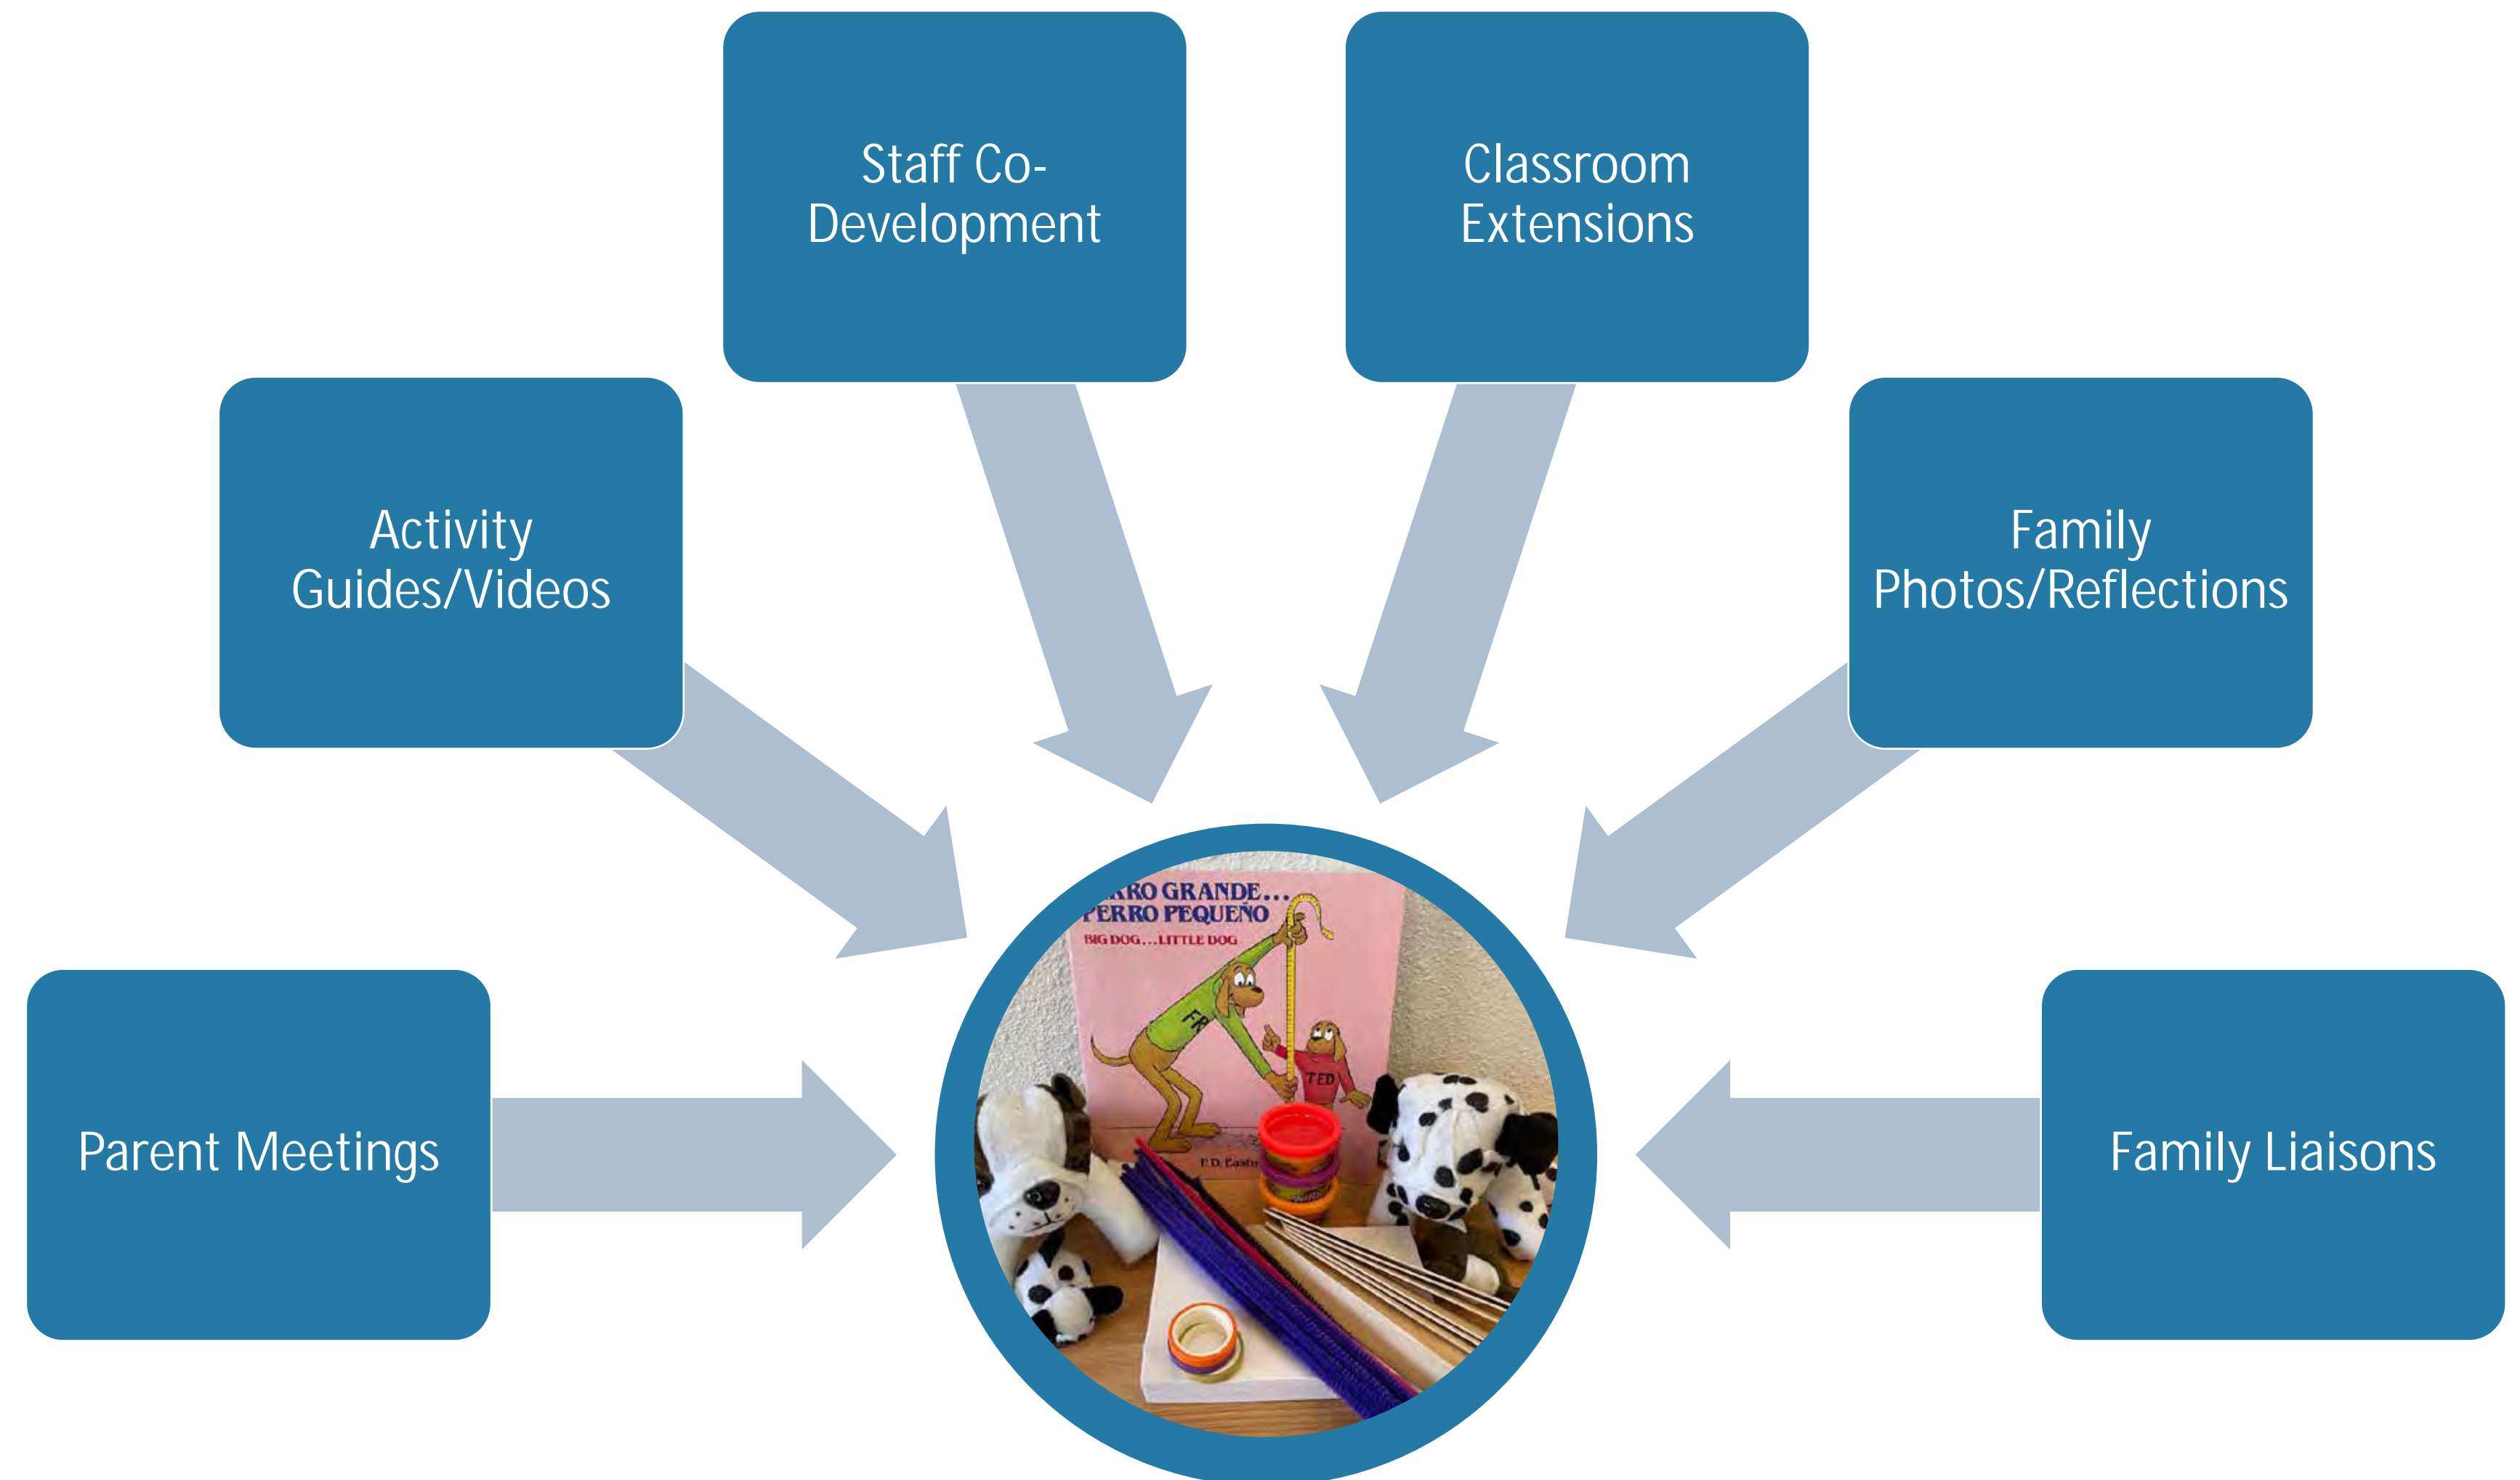 Staff Co-
Development
Classroom
Extensions
Activity
Guides/Videos
Family
Photos/Reflections
Parent Meetings
Family Liaisons
GRANDE...
PERRO PEQUEÑO
BIG DOG...LITTLE DOG
FR
TED
P.D.